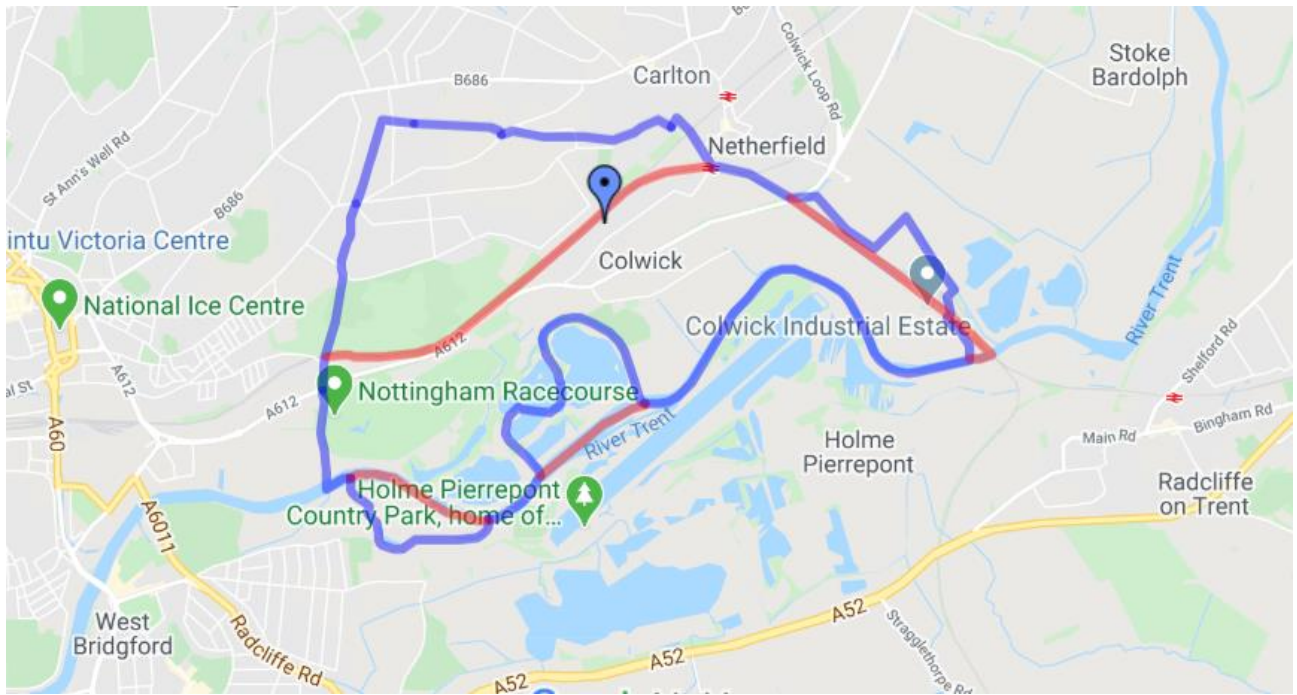 Stoke
Bardolph
Colwick Loop Rd
Carlton
B686
Netherfield
St Ann's Well Rd
B686
intu Victoria Centre
Colwick
National Ice Centre
River Trent
Colwick Industrial Estate
Shelford Rd
A612
A612
Nottingham Racecourse
A612
A60
Bingham Rd
Main Rd
River Trent
Holme
Pierrepont
Radcliffe
on Trent
Holme Pierrepont
Country Park, home of...
A6011
West
Bridgford
Radcliffe Rd
A52
Stragglethorpe Rd
A52
A52